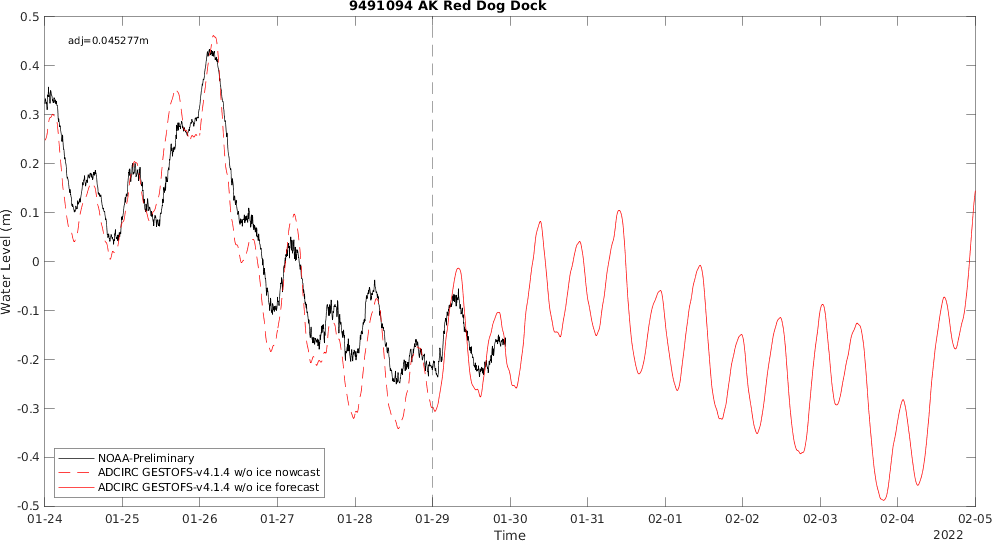 9491094 AK Red Dog Dock
adj=0.045277m
0.5
0.4
0.3
0.2
0.1
0
-0.1
-0.2
-0.3
-0.4
-0.5
Water Level (m)
NOAA-Preliminary
ADCIRC GESTOFS-v4.1.4 w/o ice nowcast
ADCIRC GESTOFS-v4.1.4 w/o ice forecast
01-24 01-25 01-26 01-27 01-28 01-29 01-30 01-31 02-01 02-02 02-03 02-04 02-05
Time
2022